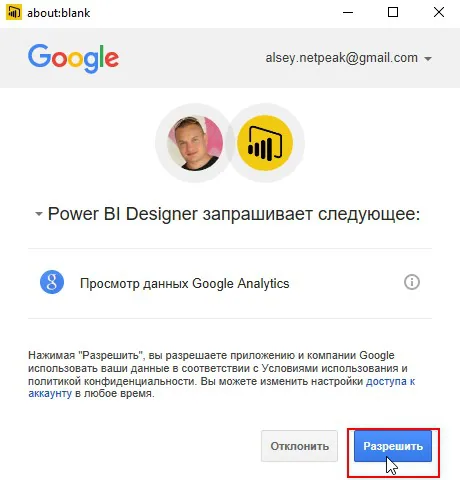 about:blank
Google
alsey.netpeak@gmail.com
Power BI Designer запрашивает следующее:
g
Просмотр данных Google Analytics
Нажимая "Разрешить", вы разрешаете приложению и компании Google
использовать ваши данные в соответствии с Условиями использования и
политикой конфиденциальности. Вы можете изменить настройки доступа к
аккаунту в любое время.
Отклонить
Разрешить